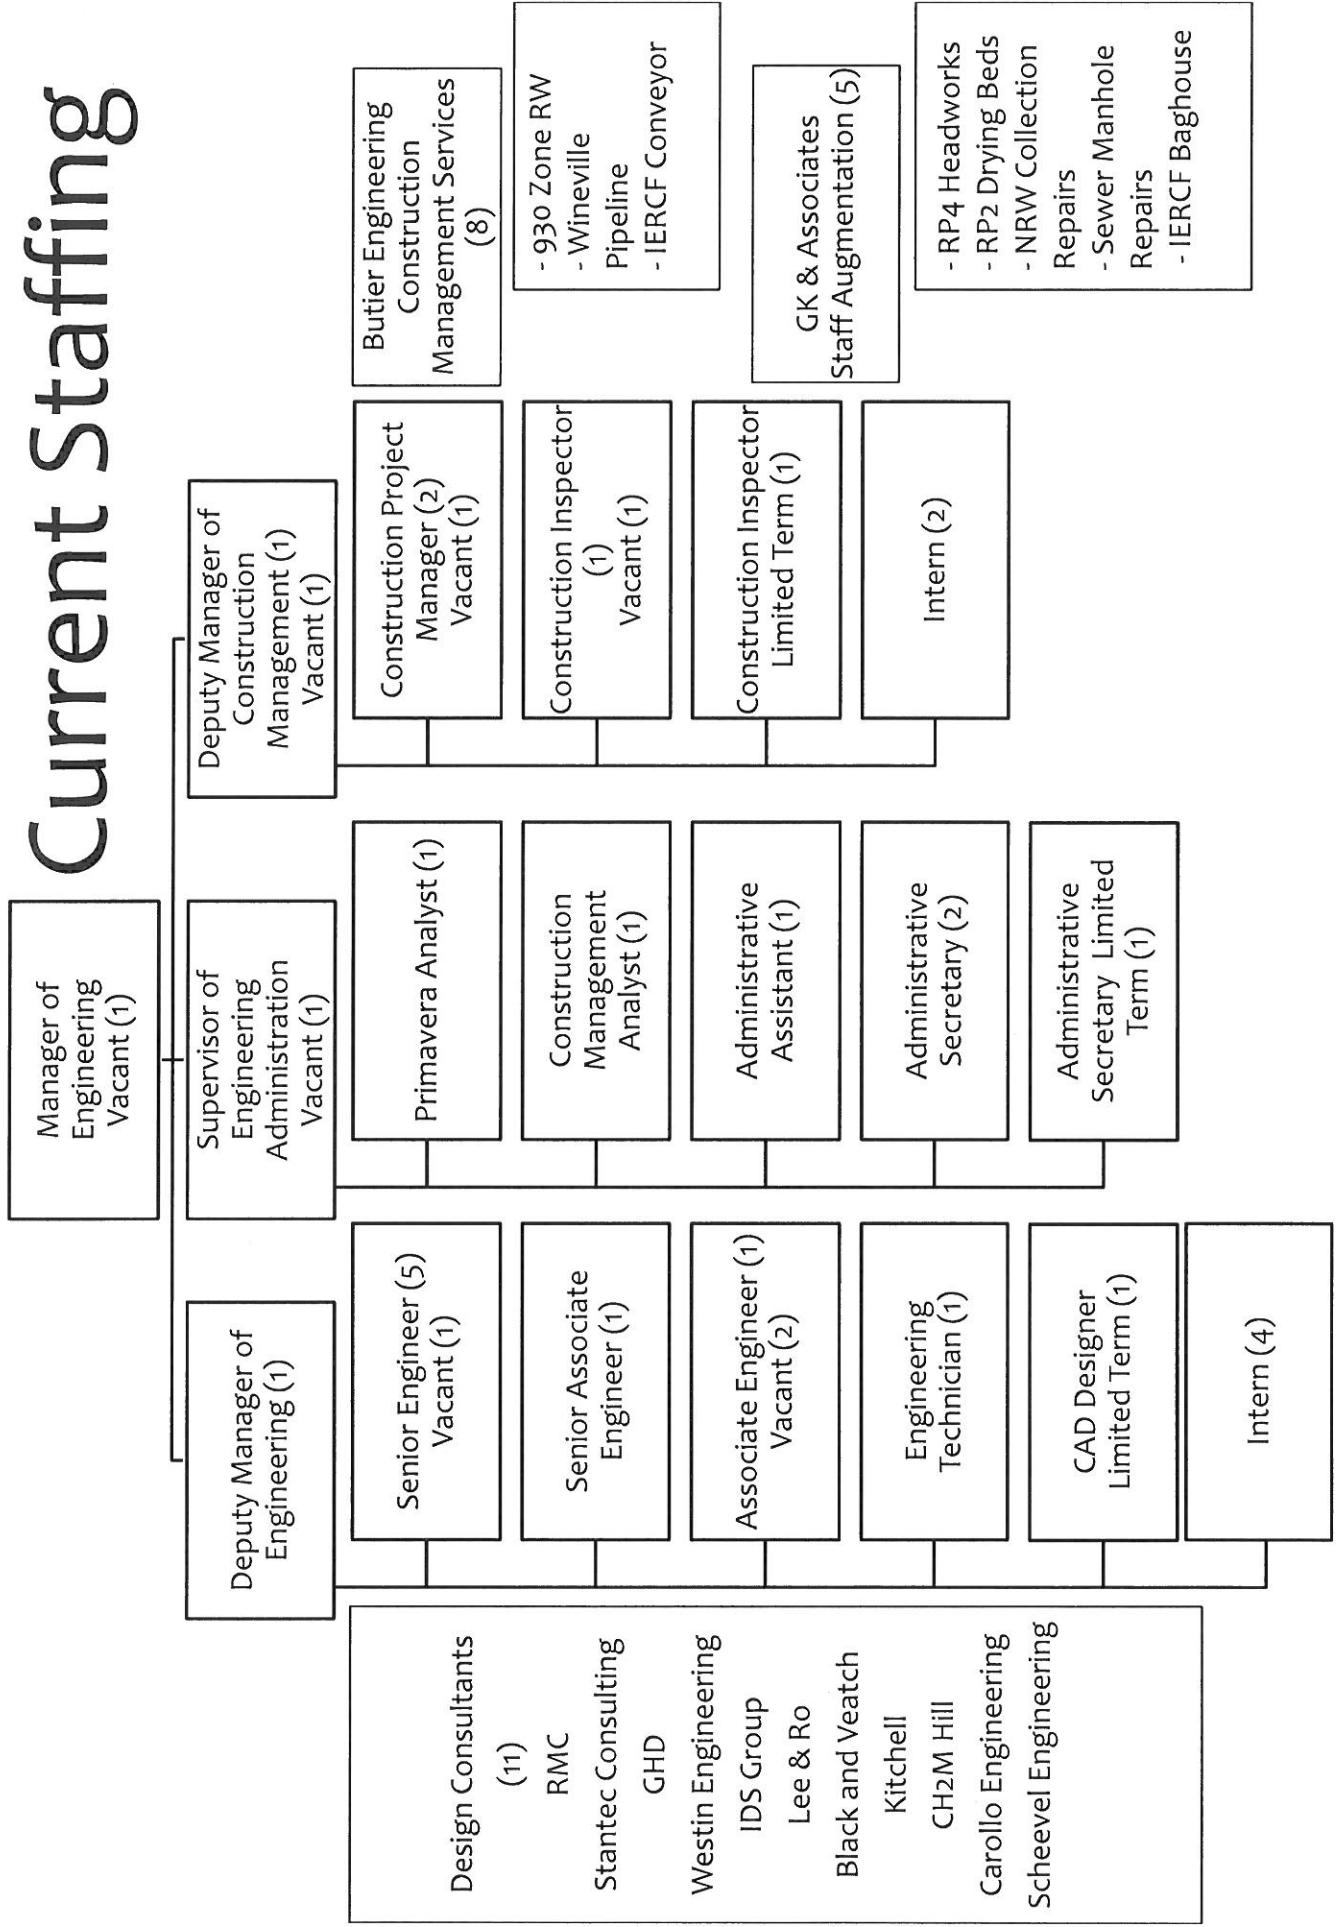 Current Staffing
Manager of
Engineering
Vacant (1)
Deputy Manager of
Engineering (1)
Supervisor of
Engineering
Administration
Vacant (1)
Deputy Manager of
Construction
Management (1)
Vacant (1)
Design Consultants
(11)
RMC
Stantec Consulting
GHD
Westin Engineering
IDS Group
Lee & Ro
Black and Veatch
Kitchell
CH2M Hill
Carollo Engineering
Scheevel Engineering
Senior Engineer (5)
Vacant (1)
Senior Associate
Engineer (1)
Associate Engineer (1)
Vacant (2)
Engineering
Technician (1)
CAD Designer
Limited Term (1)
Intern (4)
Primavera Analyst (1)
Construction
Management
Analyst (1)
Administrative
Assistant (1)
Administrative
Secretary (2)
Administrative
Secretary Limited
Term (1)
Construction Project
Manager (2)
Vacant (1)
Construction Inspector
(1)
Vacant (1)
Construction Inspector
Limited Term (1)
Intern (2)
Butier Engineering
Construction
Management Services
(8)
- 930 Zone RW
- Wineville
Pipeline
- IERCF Conveyor
GK & Associates
Staff Augmentation (5)
- RP4 Headworks
- RP2 Drying Beds
- NRW Collection
Repairs
- Sewer Manhole
Repairs
- IERCF Baghouse